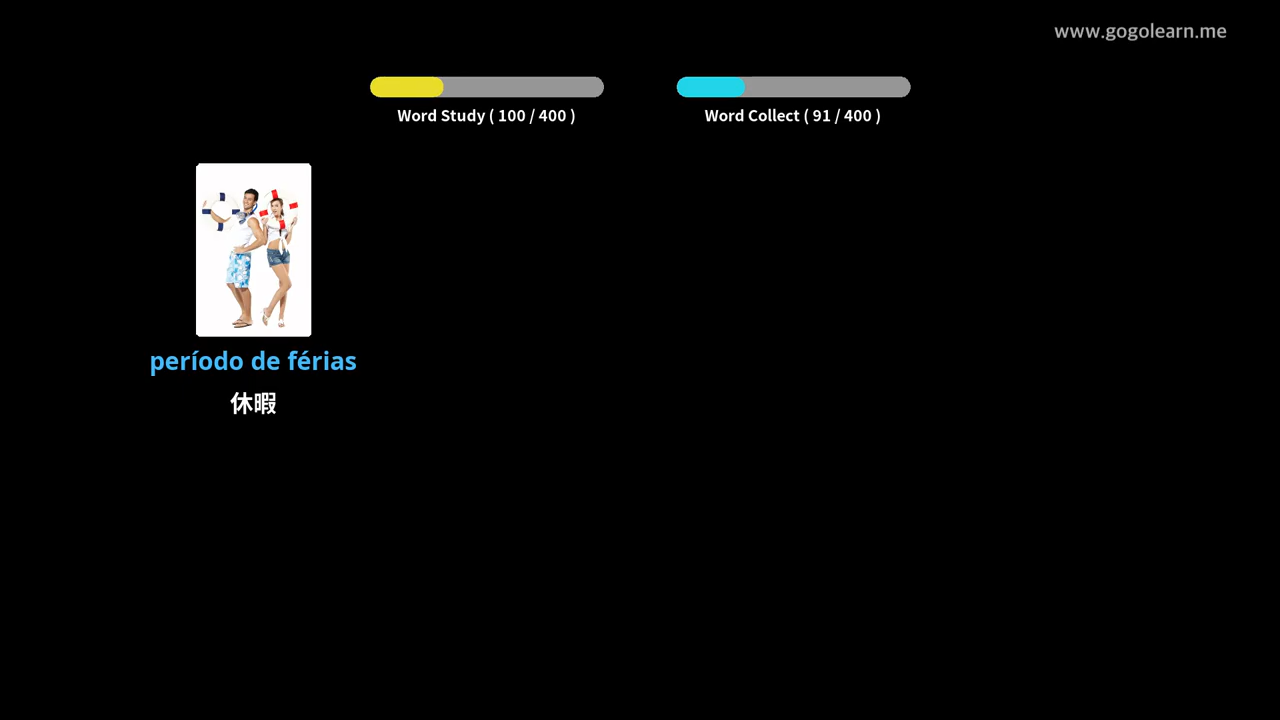 www.gogolearn.me
Word Study ( 100 / 400 )
Word Collect ( 91 / 400 )
período de férias
休暇